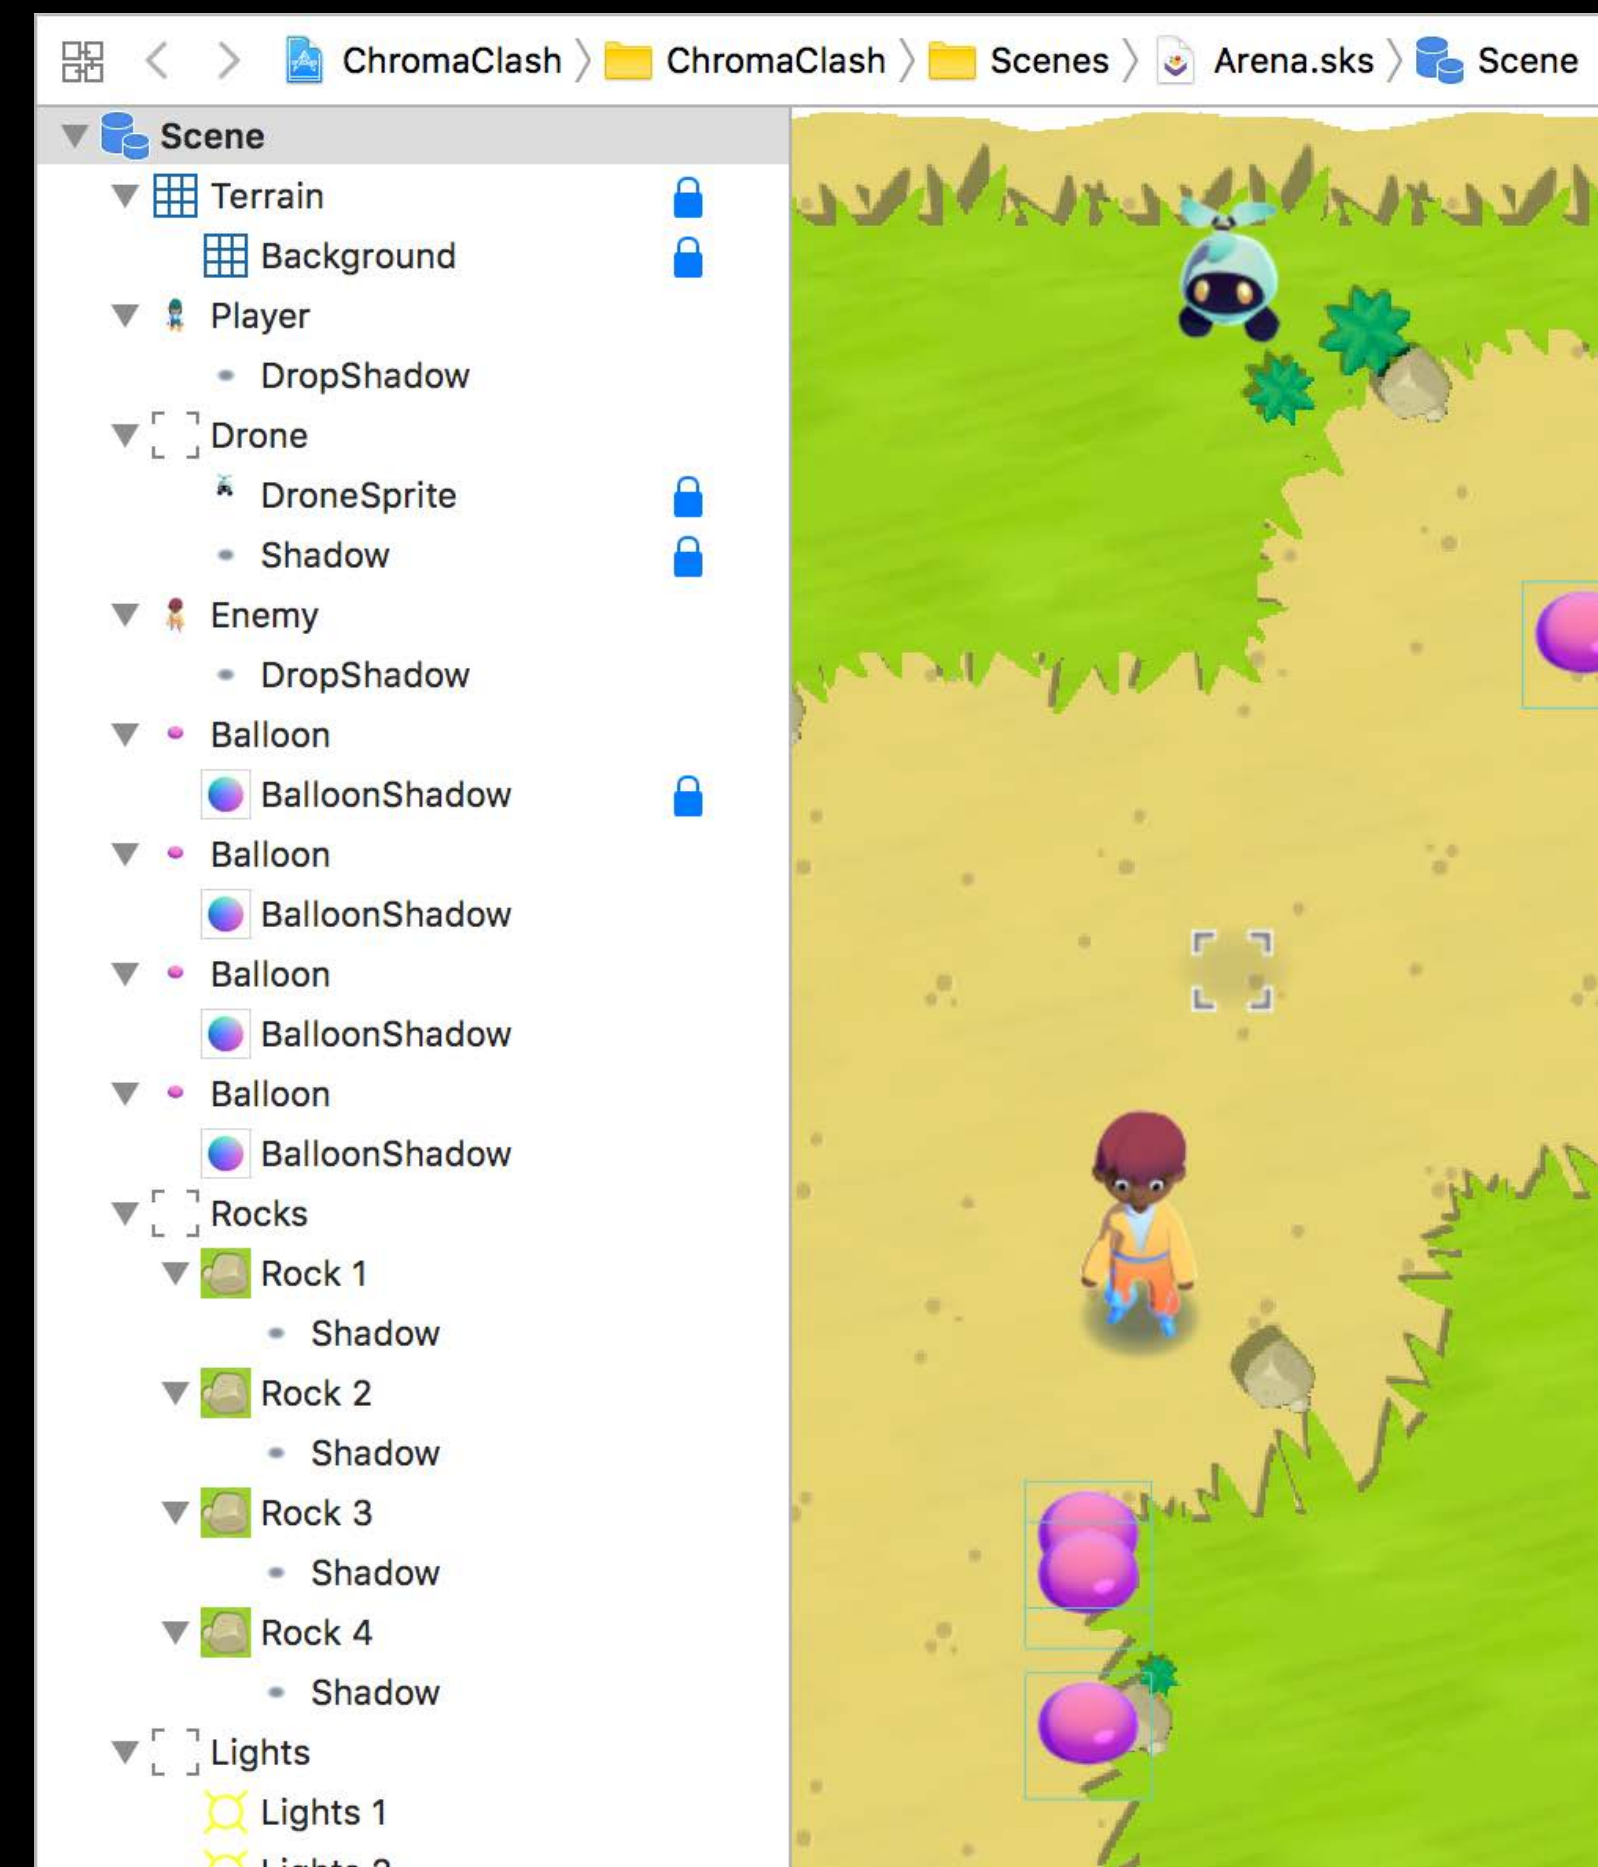 ChromaClash ChromaClash Scenes Arena.sks Scene
Scene
Terrain
Background
Player
DropShadow
Drone
DroneSprite
Shadow
Enemy
DropShadow
Balloon
BalloonShadow
Balloon
BalloonShadow
Balloon
BalloonShadow
Balloon
BalloonShadow
Rocks
Rock 1
Shadow
Rock 2
Shadow
Rock 3
Shadow
Rock 4
Shadow
Lights
Lights 1